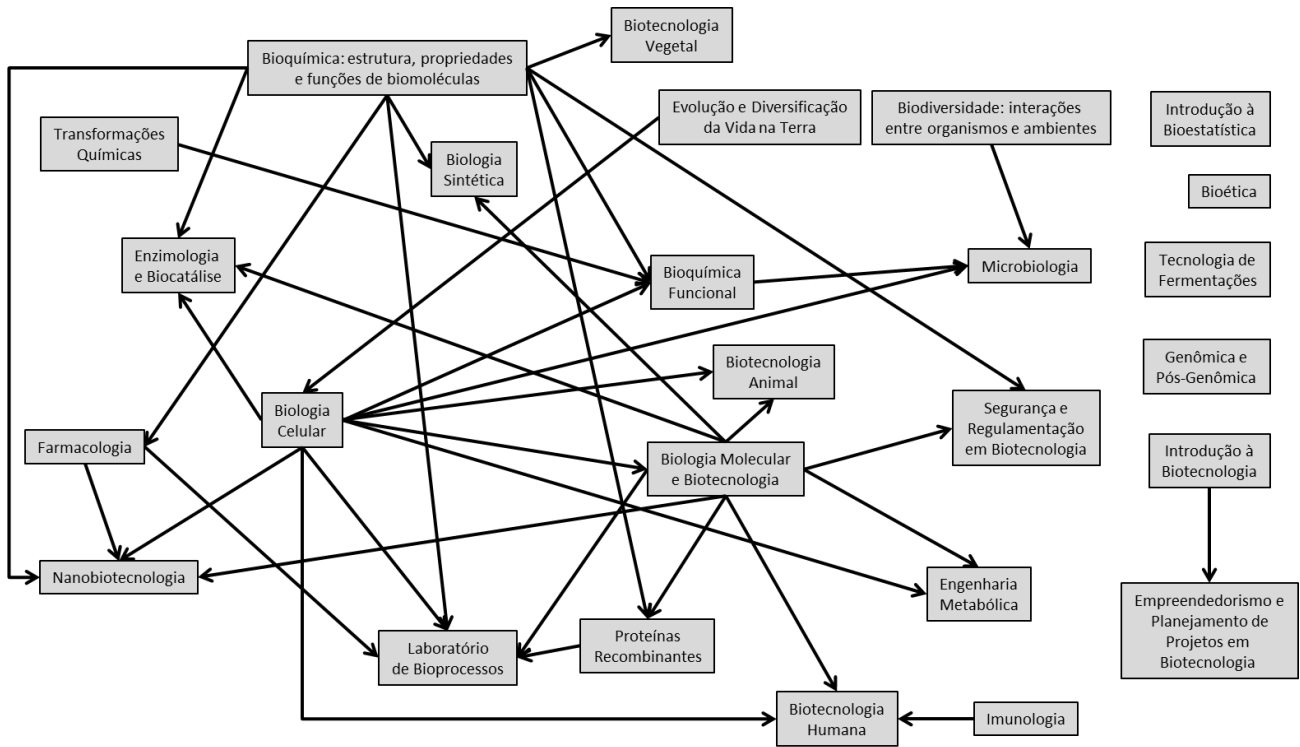 Biotecnologia
Vegetal
Bioquímica: estrutura, propriedades
e funções de biomoléculas
Evolução e Diversificação
da Vida na Terra
Biodiversidade: interações
entre organismos e ambientes
Introdução à
Bioestatística
Transformações
Químicas
Biologia
Sintética
Bioética
Enzimologia
e Biocatálise
Bioquímica
Funcional
Microbiologia
Tecnologia de
Fermentações
Biotecnologia
Animal
Genômica e
Pós-Genômica
Biologia
Celular
Segurança e
Regulamentação
em Biotecnologia
Farmacologia
Biologia Molecular
e Biotecnologia
Introdução à
Biotecnologia
Nanobiotecnologia
Engenharia
Metabólica
Empreendedorismo e
Planejamento de
Projetos em
Biotecnologia
Laboratório
de Bioprocessos
Proteínas
Recombinantes
Biotecnologia
Humana
Imunologia